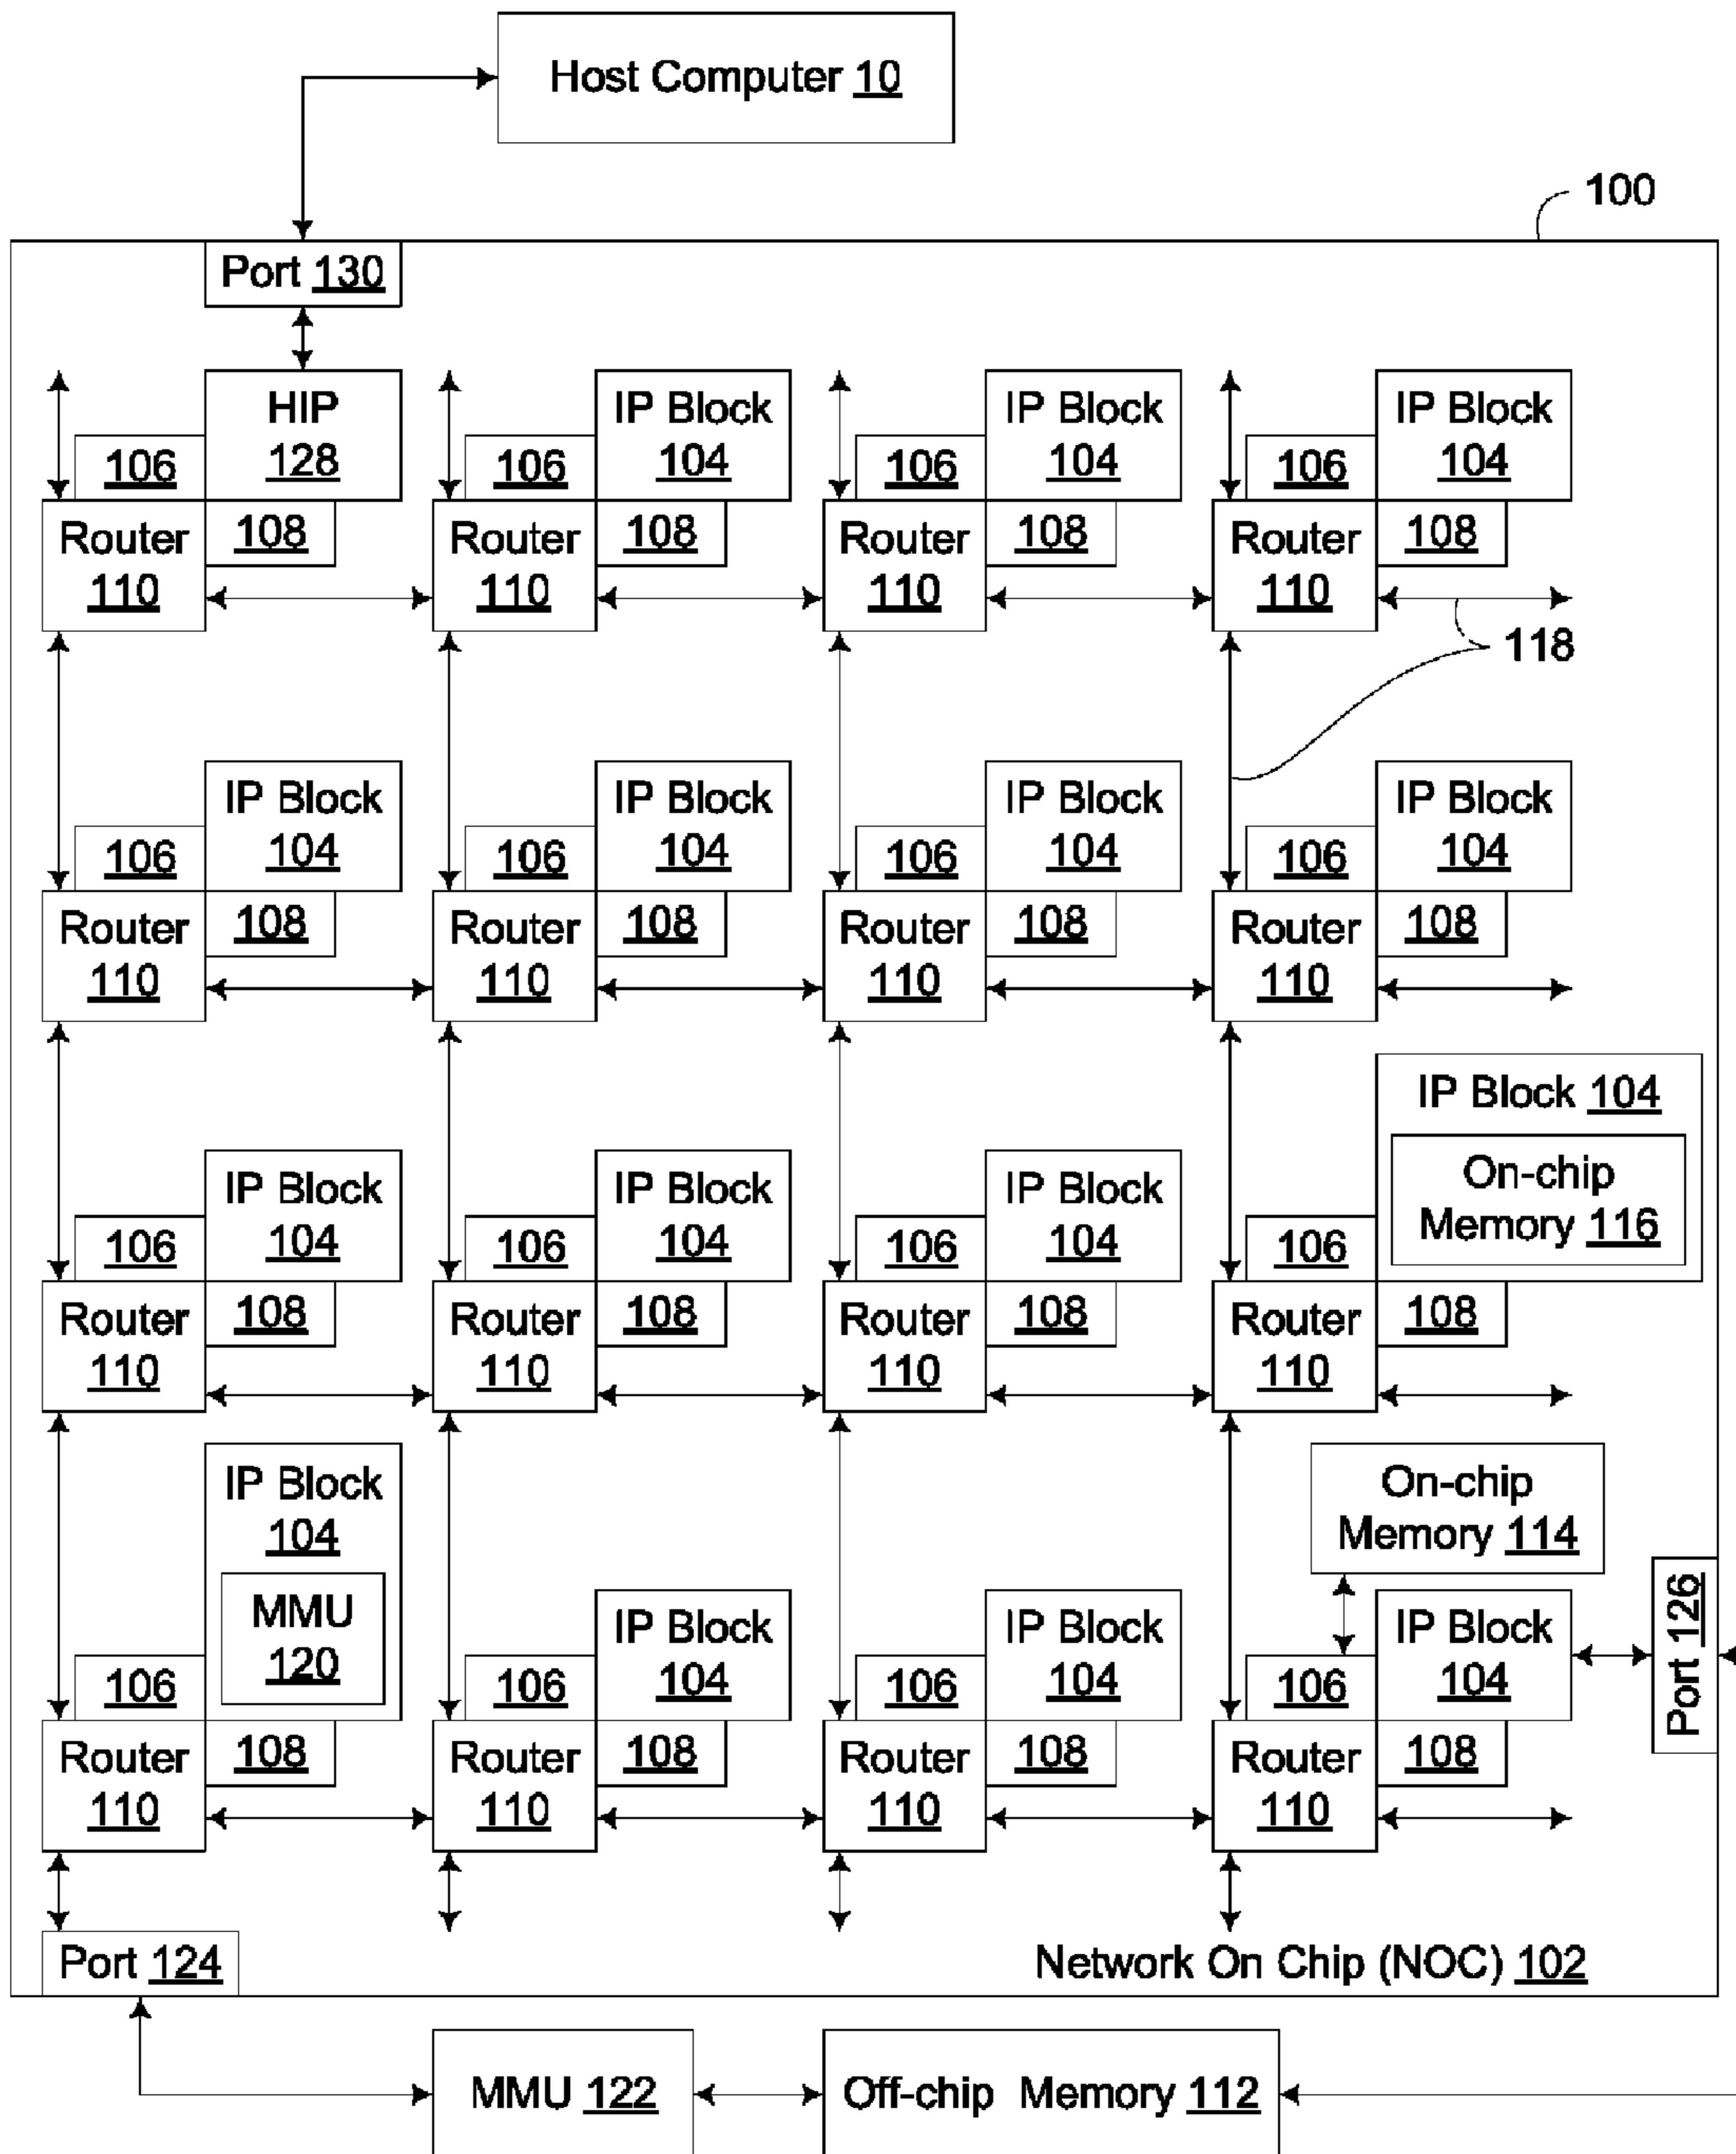 Host Computer 10
100
Port 130
HIP
128
IP Block
104
IP Block
104
IP Block
104
106
106
106
106
Router
110
108
Router
110
108
Router
110
108
Router
110
108
118
IP Block
104
IP Block
104
IP Block
104
IP Block
104
106
106
106
106
Router
110
108
Router
110
108
Router
110
108
Router
110
108
IP Block 104
On-chip
Memory 116
IP Block
104
IP Block
104
IP Block
104
106
106
106
106
Router
110
108
Router
110
108
Router
110
108
Router
110
108
IP Block
104
MMU
120
On-chip
Memory 114
IP Block
104
IP Block
104
IP Block
104
Port 126
106
106
106
106
Router
110
108
Router
110
108
Router
110
108
Router
110
108
Port 124
Network On Chip (NOC) 102
MMU 122
Off-chip Memory 112